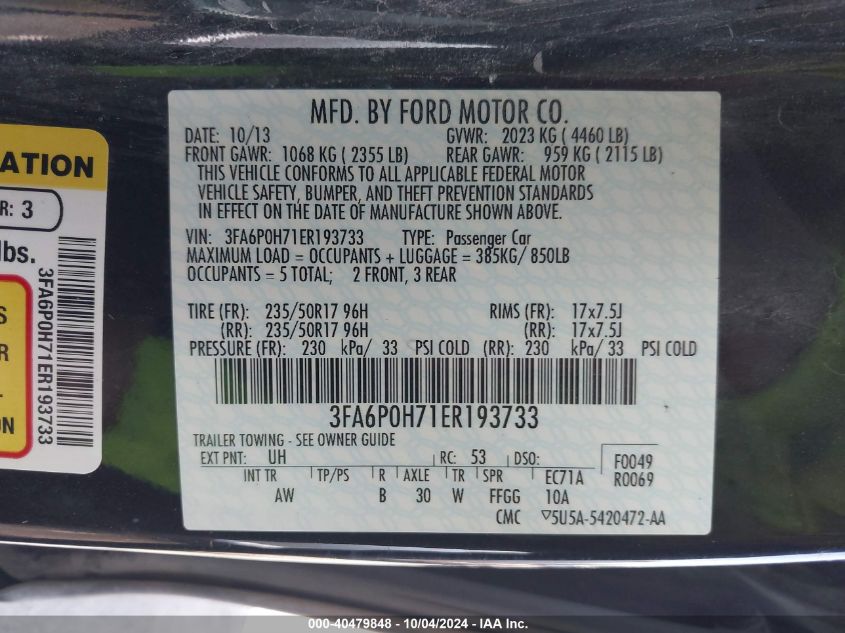 MFD. BY FORD MOTOR CO.
DATE: 10/13 GVWR: 2023 KG ( 4460 LB)
FRONT GAWR: 1068 KG ( 2355 LB) REAR GAWR: 959 KG ( 2115 LB)
THIS VEHICLE CONFORMS TO ALL APPLICABLE FEDERAL MOTOR
VEHICLE SAFETY, BUMPER, AND THEFT PREVENTION STANDARDS
IN EFFECT ON THE DATE OF MANUFACTURE SHOWN ABOVE.
VIN: 3FA6P0H71ER193733 TYPE: Passenger Car
MAXIMUM LOAD = OCCUPANTS + LUGGAGE = 385KG/ 850LB
OCCUPANTS = 5 TOTAL; 2 FRONT, 3 REAR
TIRE (FR): 235/50R17 96H RIMS (FR): 17x7.5J
(RR): 235/50R17 96H (RR): 17x7.5J
PRESSURE (FR): 230 kPa/ 33 PSI COLD (RR): 230 kPa/ 33 PSI COLD
3FA6P0H71ER193733
TRAILER TOWING - SEE OWNER GUIDE
EXT PNT: UH RC: 53 DSO: F0049
R0069
INT TR TP/PS R AXLE TR SPR EC71A
AW B 30 W FFGG 10A
CMC ▽5U5A-5420472-AA
ATION
R: 3
lbs.
S
R
L.
ON
3FA6P0H71ER193733
000-40479848 - 10/04/2024 - IAA Inc.